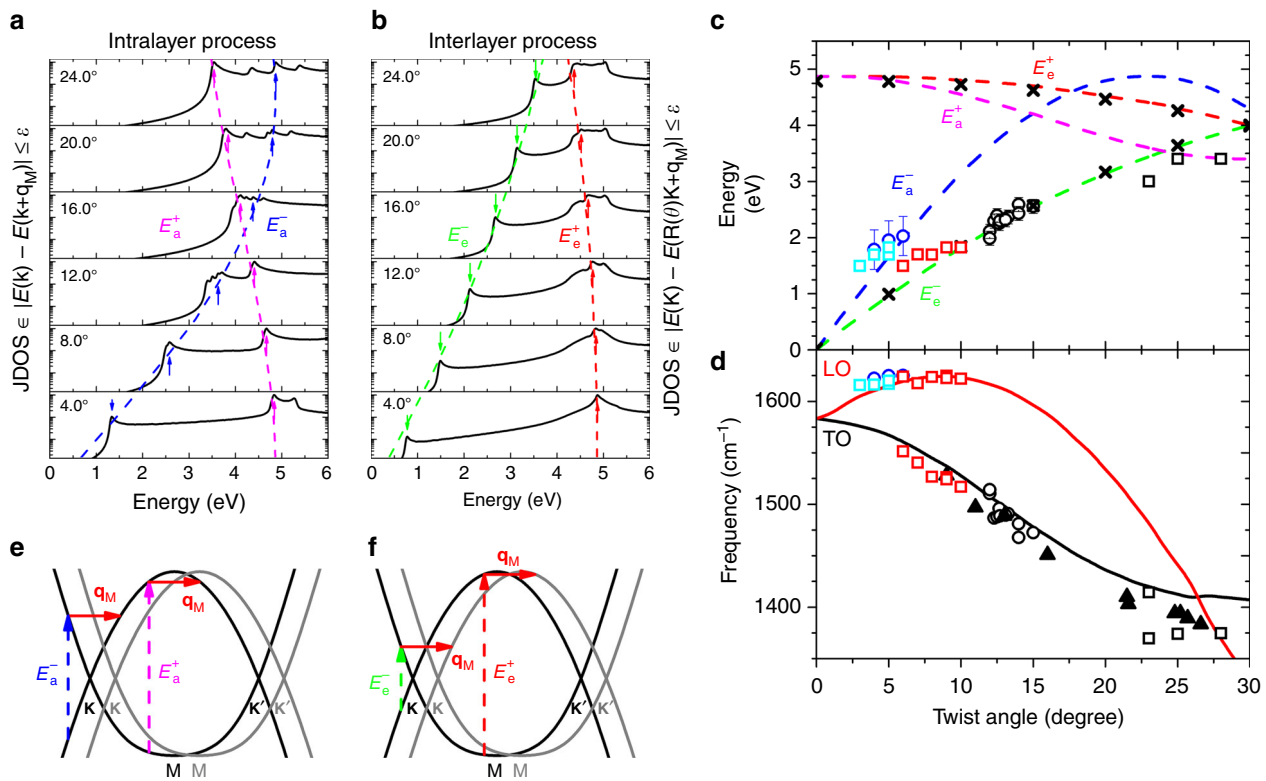 a
Intralayer process
JDOS ∈ |E(k) − E(k+q_M)| ≤ ε
24.0°
20.0°
16.0°
E_a^+
E_a^-
12.0°
8.0°
4.0°
0 1 2 3 4 5 6
Energy (eV)
b
Interlayer process
24.0°
20.0°
16.0°
E_e^-
E_e^+
12.0°
8.0°
4.0°
0 1 2 3 4 5 6
Energy (eV)
JDOS ∈ |E(K) − E(R(θ)K+q_M)| ≤ ε
c
Energy
(eV)
5
4
3
2
1
0
E_e^+
E_a^+
E_a^-
E_e^-
d
Frequency (cm⁻¹)
1600
1500
1400
LO
TO
0 5 10 15 20 25 30
Twist angle (degree)
e
q_M
q_M
E_a^-
E_a^+
K K K′ K′
M M
f
q_M
q_M
E_e^-
E_e^+
K K K′ K′
M M